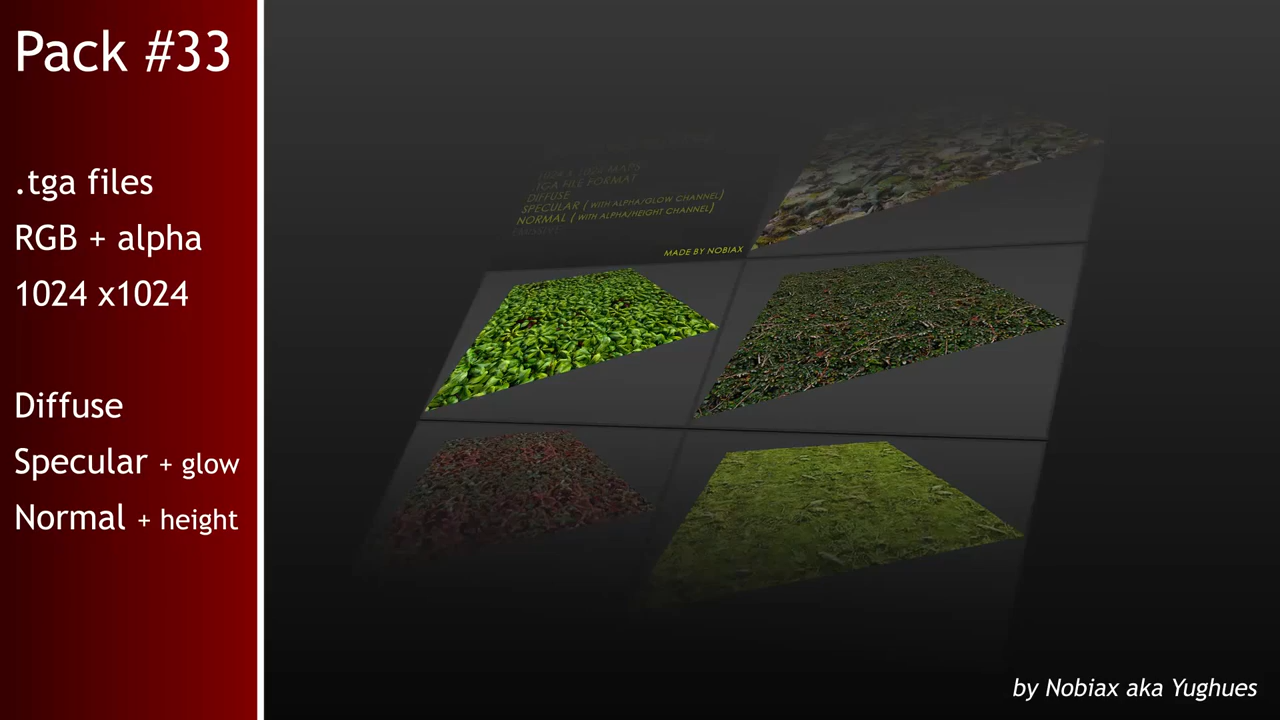 Pack #33
.tga files
RGB + alpha
1024 x1024
Diffuse
Specular + glow
Normal + height
TGA FILE FORMAT
DIFFUSE
SPECULAR ( WITH ALPHA/GLOW CHANNEL)
NORMAL ( WITH ALPHA/HEIGHT CHANNEL)
MADE BY NOBIAX
by Nobiax aka Yughues